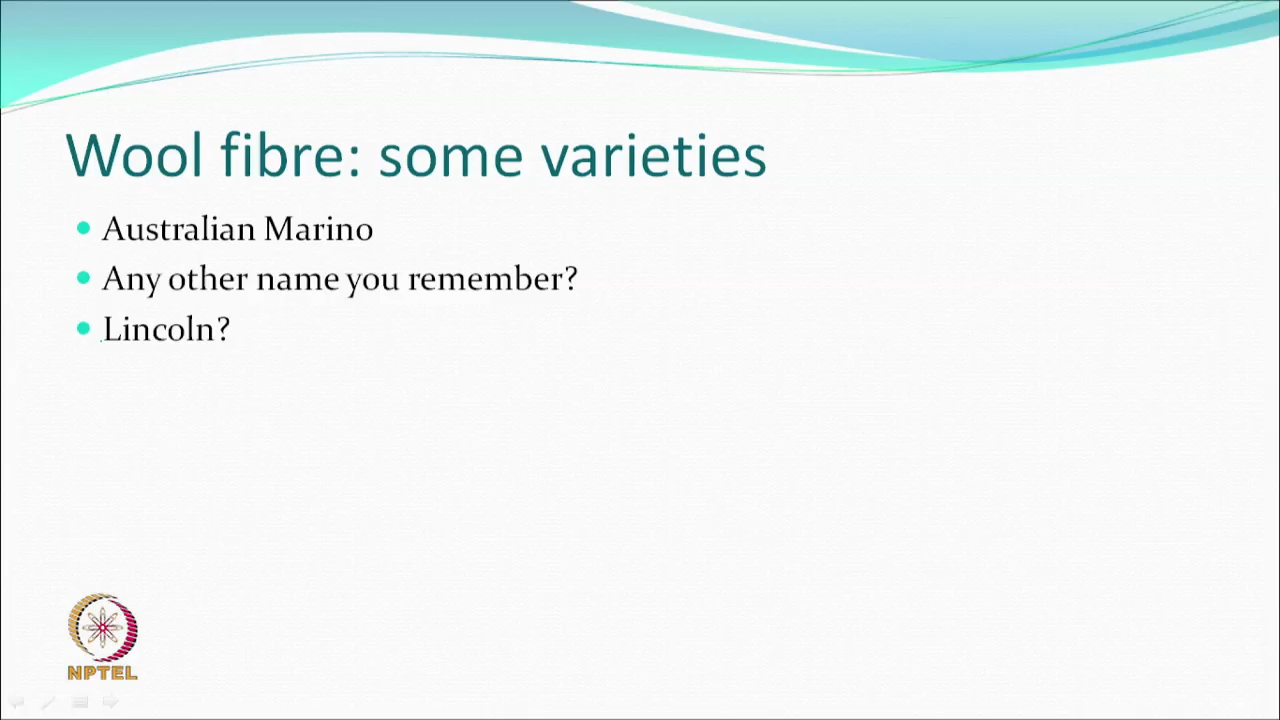 Wool fibre: some varieties
Australian Marino
Any other name you remember?
Lincoln?
NPTEL